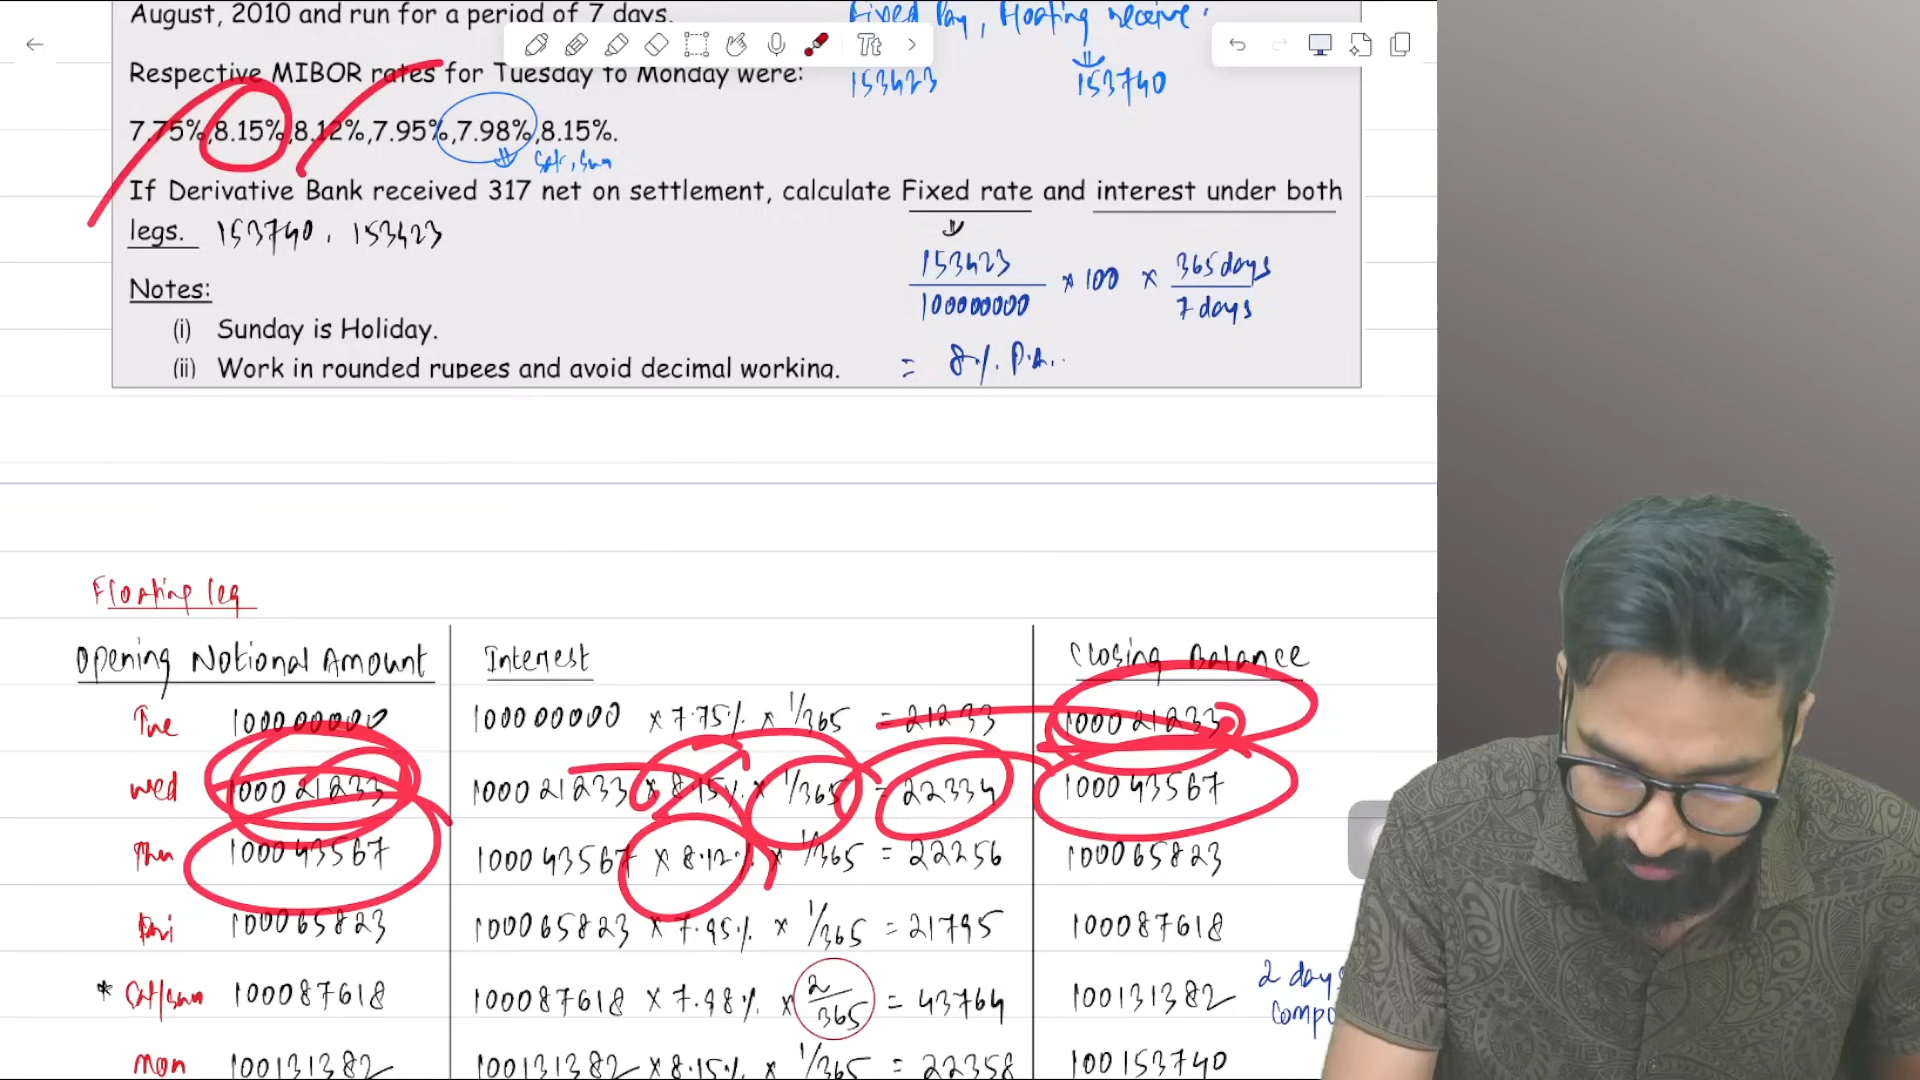 August, 2010 and run for a period of 7 days.
Fixed Pay, Floating receive
Tt
Respective MIBOR rates for Tuesday to Monday were:
153423 153740
7.75%,8.15%,8.12%,7.95%,7.98%,8.15%.
Sat, Sun
If Derivative Bank received 317 net on settlement, calculate Fixed rate and interest under both
legs. 153740, 153423
153423
100000000
× 100 × 365 days
7 days
Notes:
(i) Sunday is Holiday.
(ii) Work in rounded rupees and avoid decimal working.
= 8%. P.A..
Floating leg
Opening Notional Amount Interest Closing Balance
Tue 100000000 100000000 × 7.75% × 1/365 = 21233 100021233
Wed 100021233 100021233 × 8.15% × 1/365 = 22334 100043567
Thu 100043567 100043567 × 8.12% × 1/365 = 22256 100065823
Fri 100065823 100065823 × 7.95% × 1/365 = 21795 100087618
* Sat/Sun 100087618 100087618 × 7.98% × 2/365 = 43764 100131382
2 day
compo
Mon 100131382 100131382 × 8.15% × 1/365 = 22358 100153740